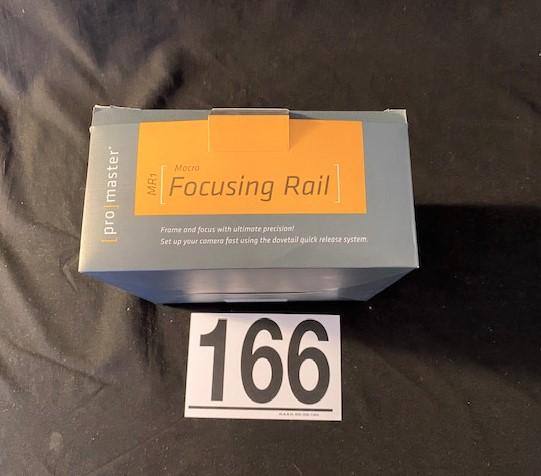 [pro]master
MR1
Macro
Focusing Rail
Frame and focus with ultimate precision!
Set up your camera fast using the dovetail quick release system.
166